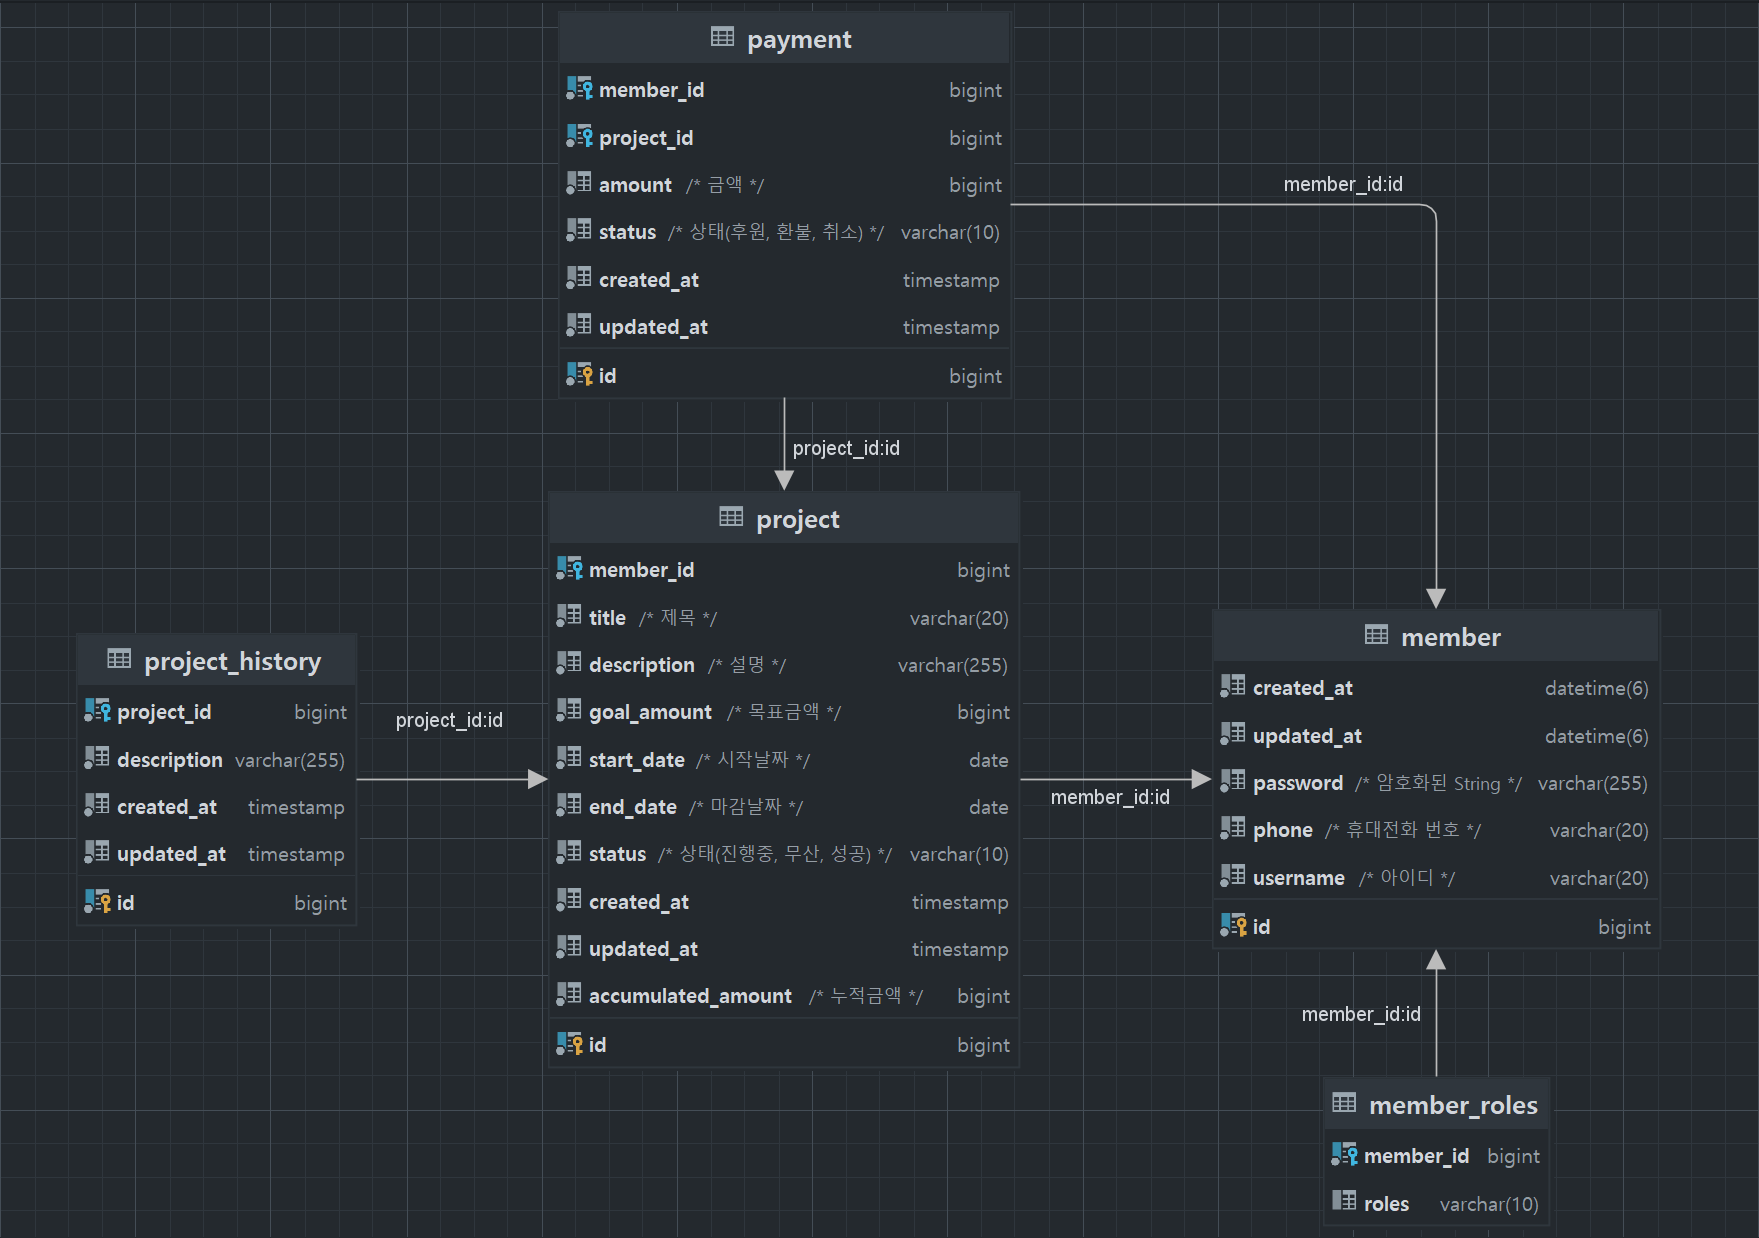 payment
member_id bigint
project_id bigint
amount /* 금액 */ bigint
status /* 상태(후원, 환불, 취소) */ varchar(10)
created_at timestamp
updated_at timestamp
id bigint
member_id:id
project_id:id
project
member_id bigint
title /* 제목 */ varchar(20)
description /* 설명 */ varchar(255)
goal_amount /* 목표금액 */ bigint
start_date /* 시작날짜 */ date
end_date /* 마감날짜 */ date
status /* 상태(진행중, 무산, 성공) */ varchar(10)
created_at timestamp
updated_at timestamp
accumulated_amount /* 누적금액 */ bigint
id bigint
project_history
project_id bigint
description varchar(255)
created_at timestamp
updated_at timestamp
id bigint
project_id:id
member_id:id
member
created_at datetime(6)
updated_at datetime(6)
password /* 암호화된 String */ varchar(255)
phone /* 휴대전화 번호 */ varchar(20)
username /* 아이디 */ varchar(20)
id bigint
member_id:id
member_roles
member_id bigint
roles varchar(10)